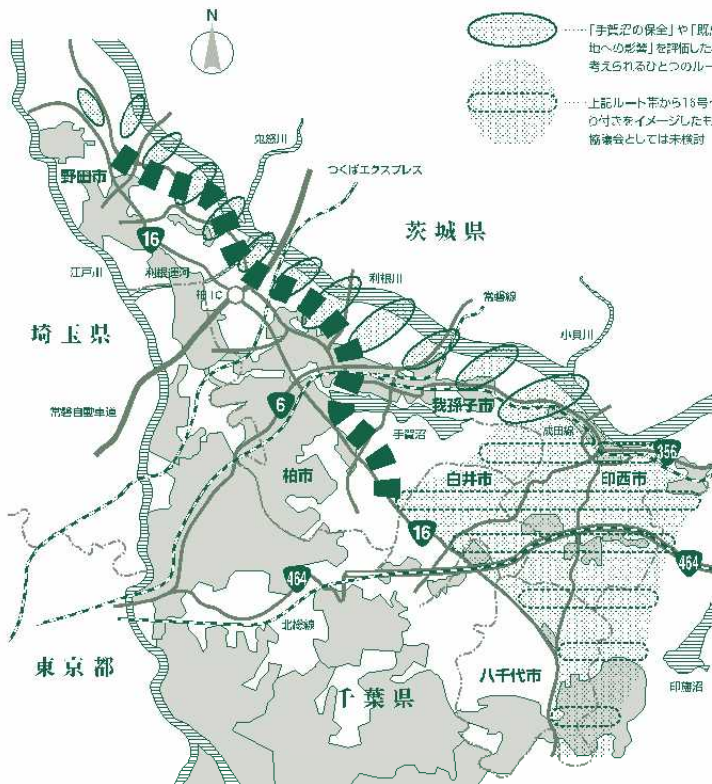 N
「手賀沼の保全」や「既
地への影響」を評価した
考えられるひとつのルー
上記ルート帯から16号
り付きをイメージしたも
協議会としては未検討
鬼怒川
つくばエクスプレス
野田市
茨城県
16
江戸川
利根運河
柏IC
利根川
常磐線
埼玉県
小貝川
常磐自動車道
6
我孫子市
手賀沼
成田線
356
柏市
白井市
印西市
16
464
464
北総線
東京都
八千代市
印旛沼
千葉県